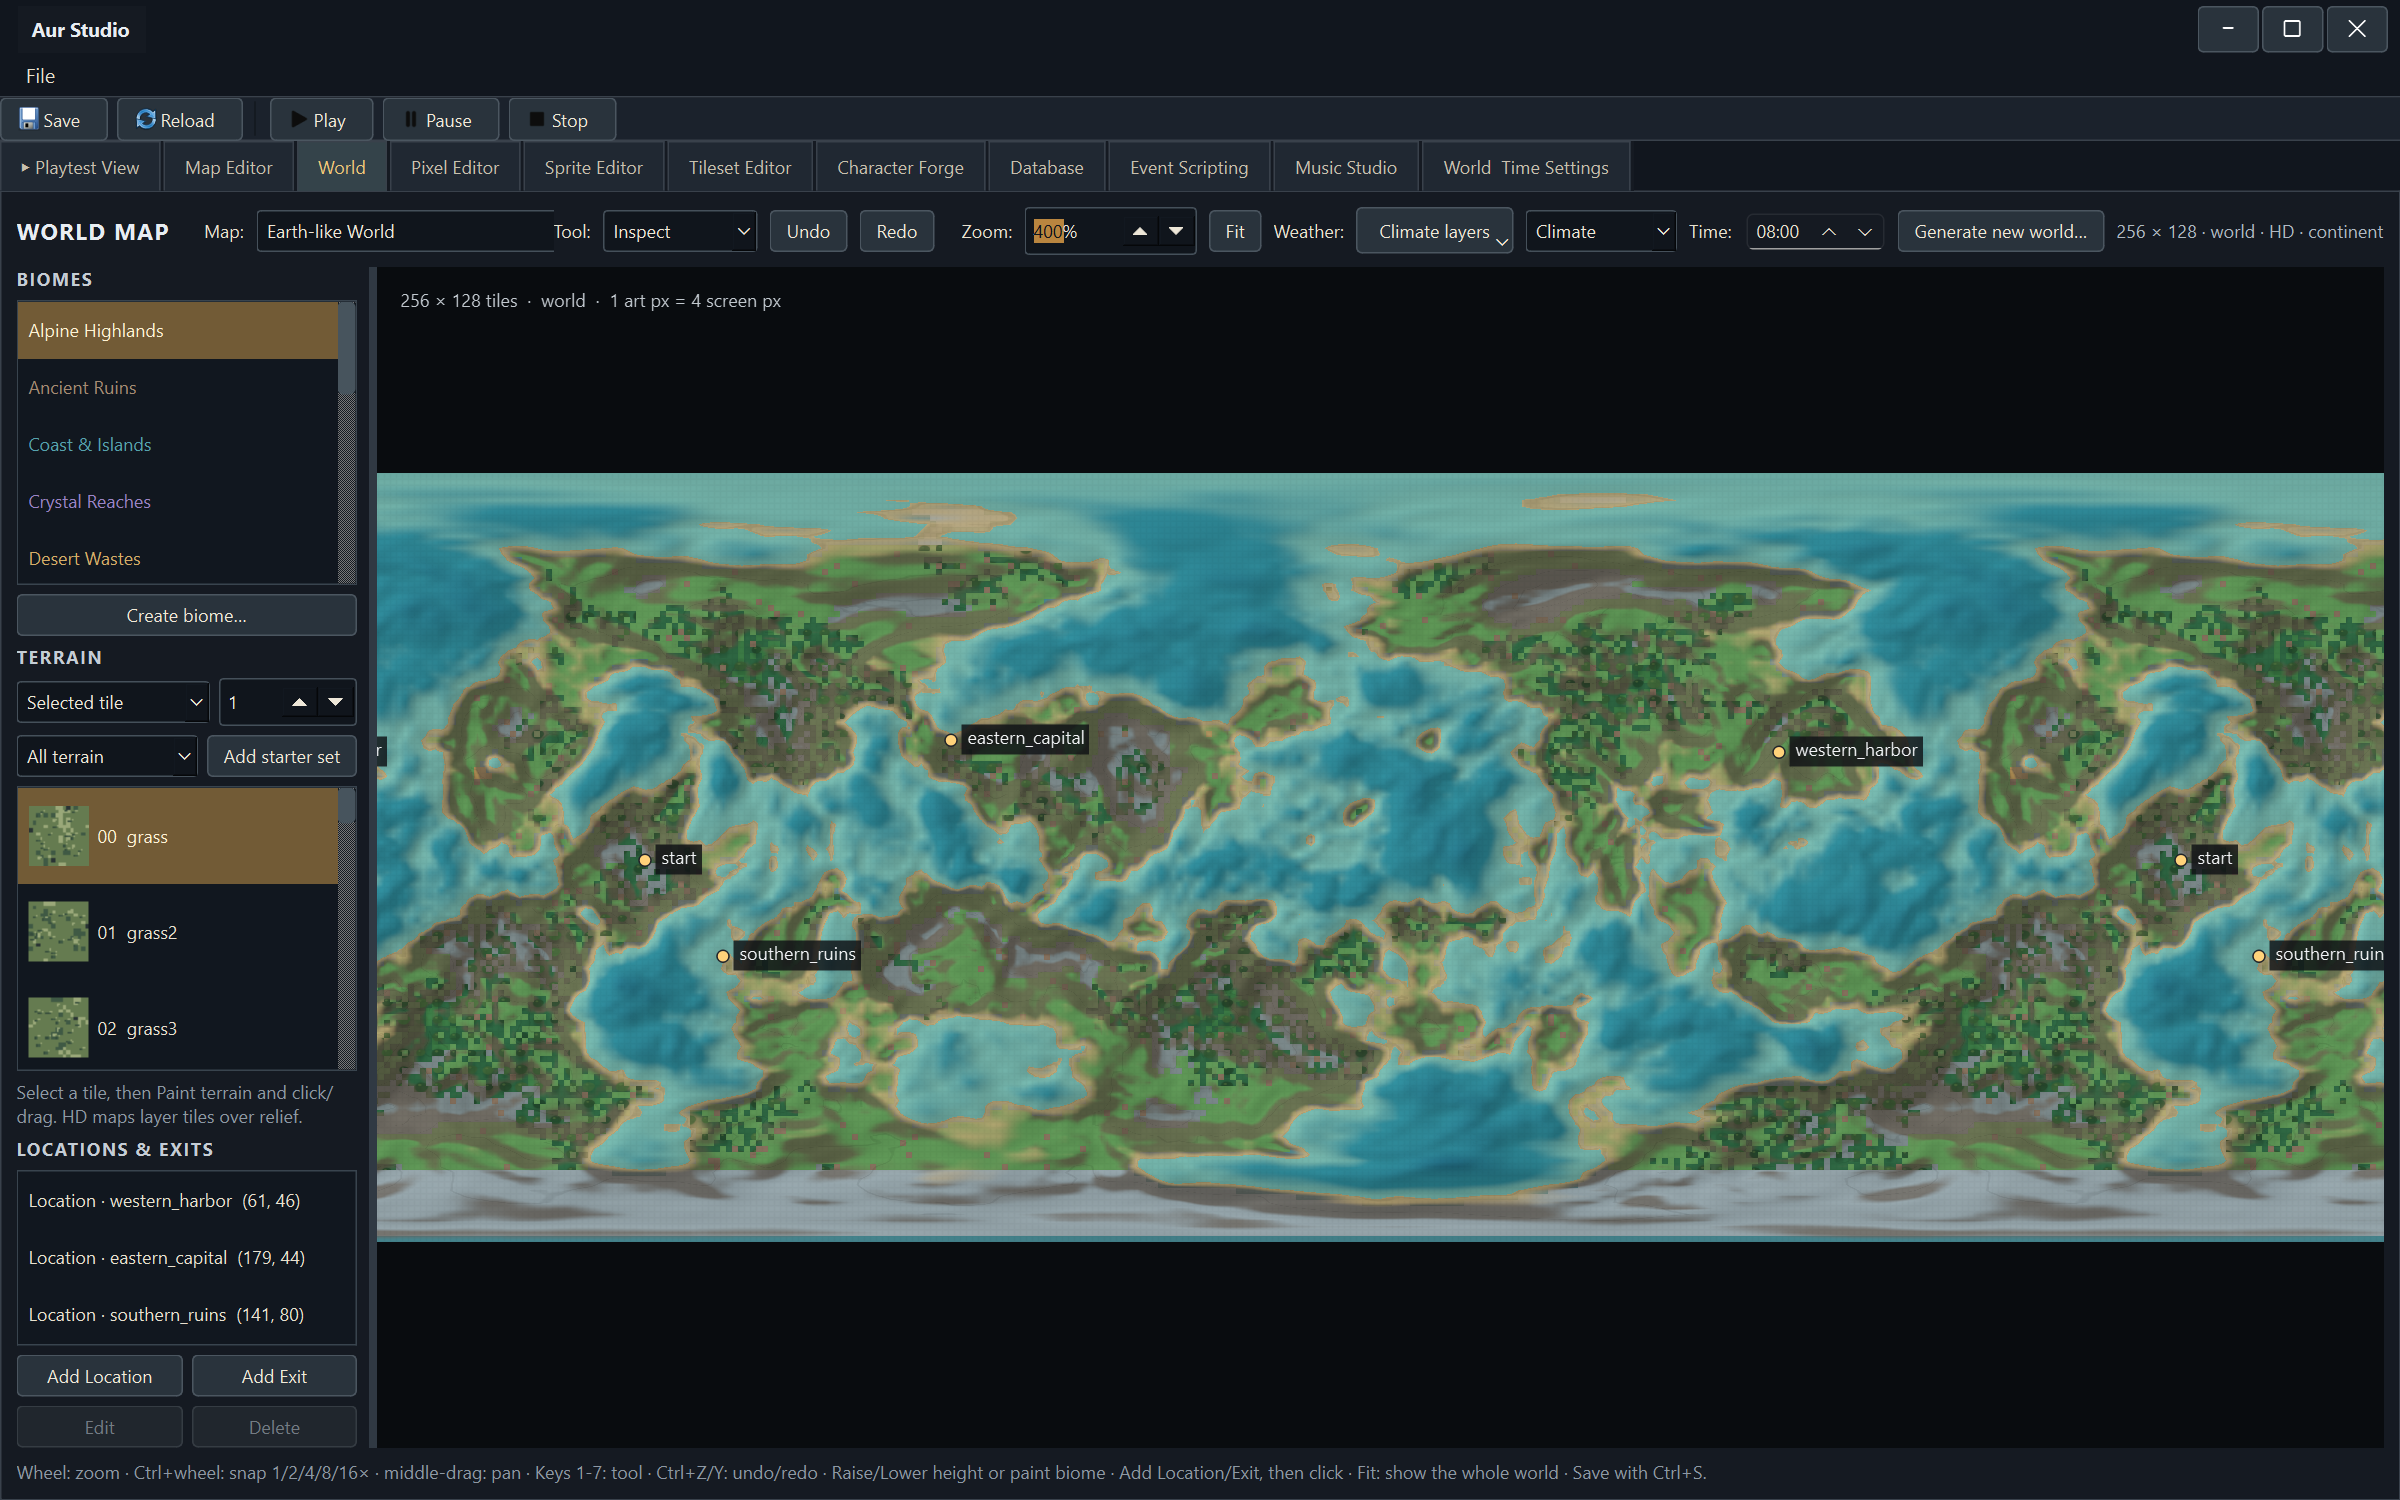 Aur Studio
File
Save Reload Play Pause Stop
Playtest View Map Editor World Pixel Editor Sprite Editor Tileset Editor Character Forge Database Event Scripting Music Studio World Time Settings
WORLD MAP Map: Earth-like World Tool: Inspect Undo Redo Zoom: 400% Fit Weather: Climate layers Climate Time: 08:00 Generate new world... 256 × 128 · world · HD · continent
BIOMES
Alpine Highlands
Ancient Ruins
Coast & Islands
Crystal Reaches
Desert Wastes
Create biome...
TERRAIN
Selected tile 1
All terrain Add starter set
00 grass
01 grass2
02 grass3
Select a tile, then Paint terrain and click/
drag. HD maps layer tiles over relief.
LOCATIONS & EXITS
Location · western_harbor (61, 46)
Location · eastern_capital (179, 44)
Location · southern_ruins (141, 80)
Add Location Add Exit
Edit Delete
256 × 128 tiles · world · 1 art px = 4 screen px
r
eastern_capital
western_harbor
start
start
southern_ruins
southern_ruin
Wheel: zoom · Ctrl+wheel: snap 1/2/4/8/16× · middle-drag: pan · Keys 1-7: tool · Ctrl+Z/Y: undo/redo · Raise/Lower height or paint biome · Add Location/Exit, then click · Fit: show the whole world · Save with Ctrl+S.